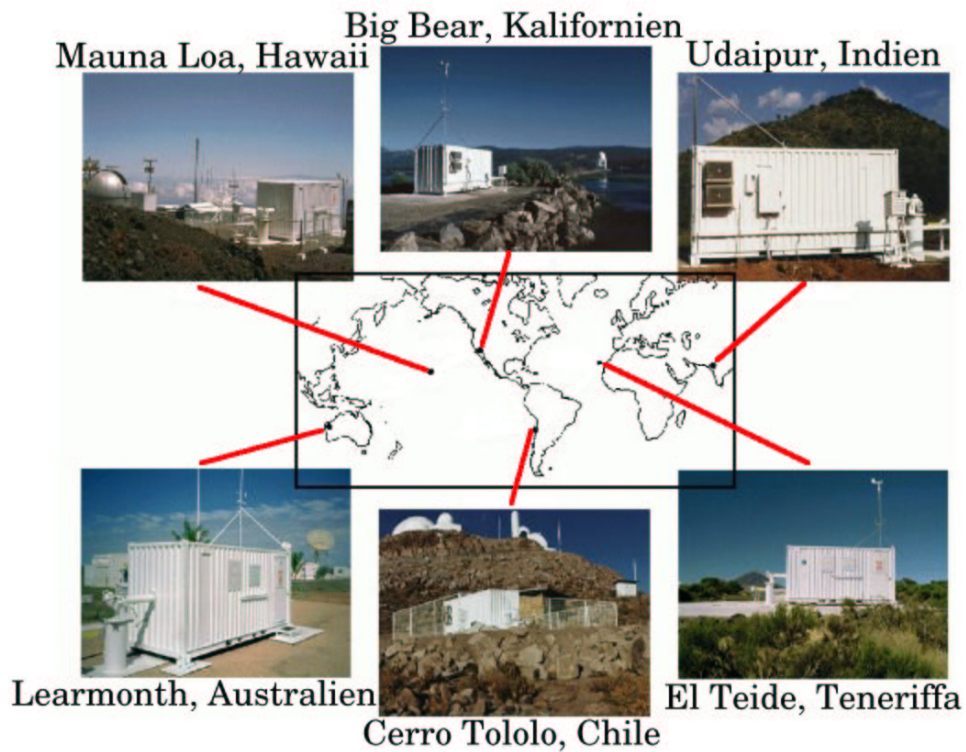 Big Bear, Kalifornien
Mauna Loa, Hawaii
Udaipur, Indien
Learmonth, Australien
El Teide, Teneriffa
Cerro Tololo, Chile